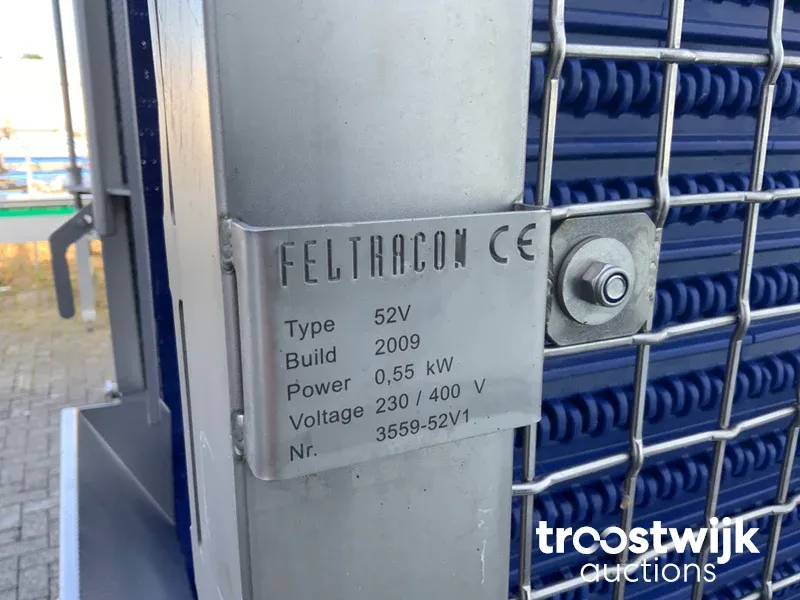 FELTRACON CE
Type 52V
Build 2009
Power 0,55 kW
Voltage 230 / 400 V
Nr. 3559-52V1
troostwijk
auctions